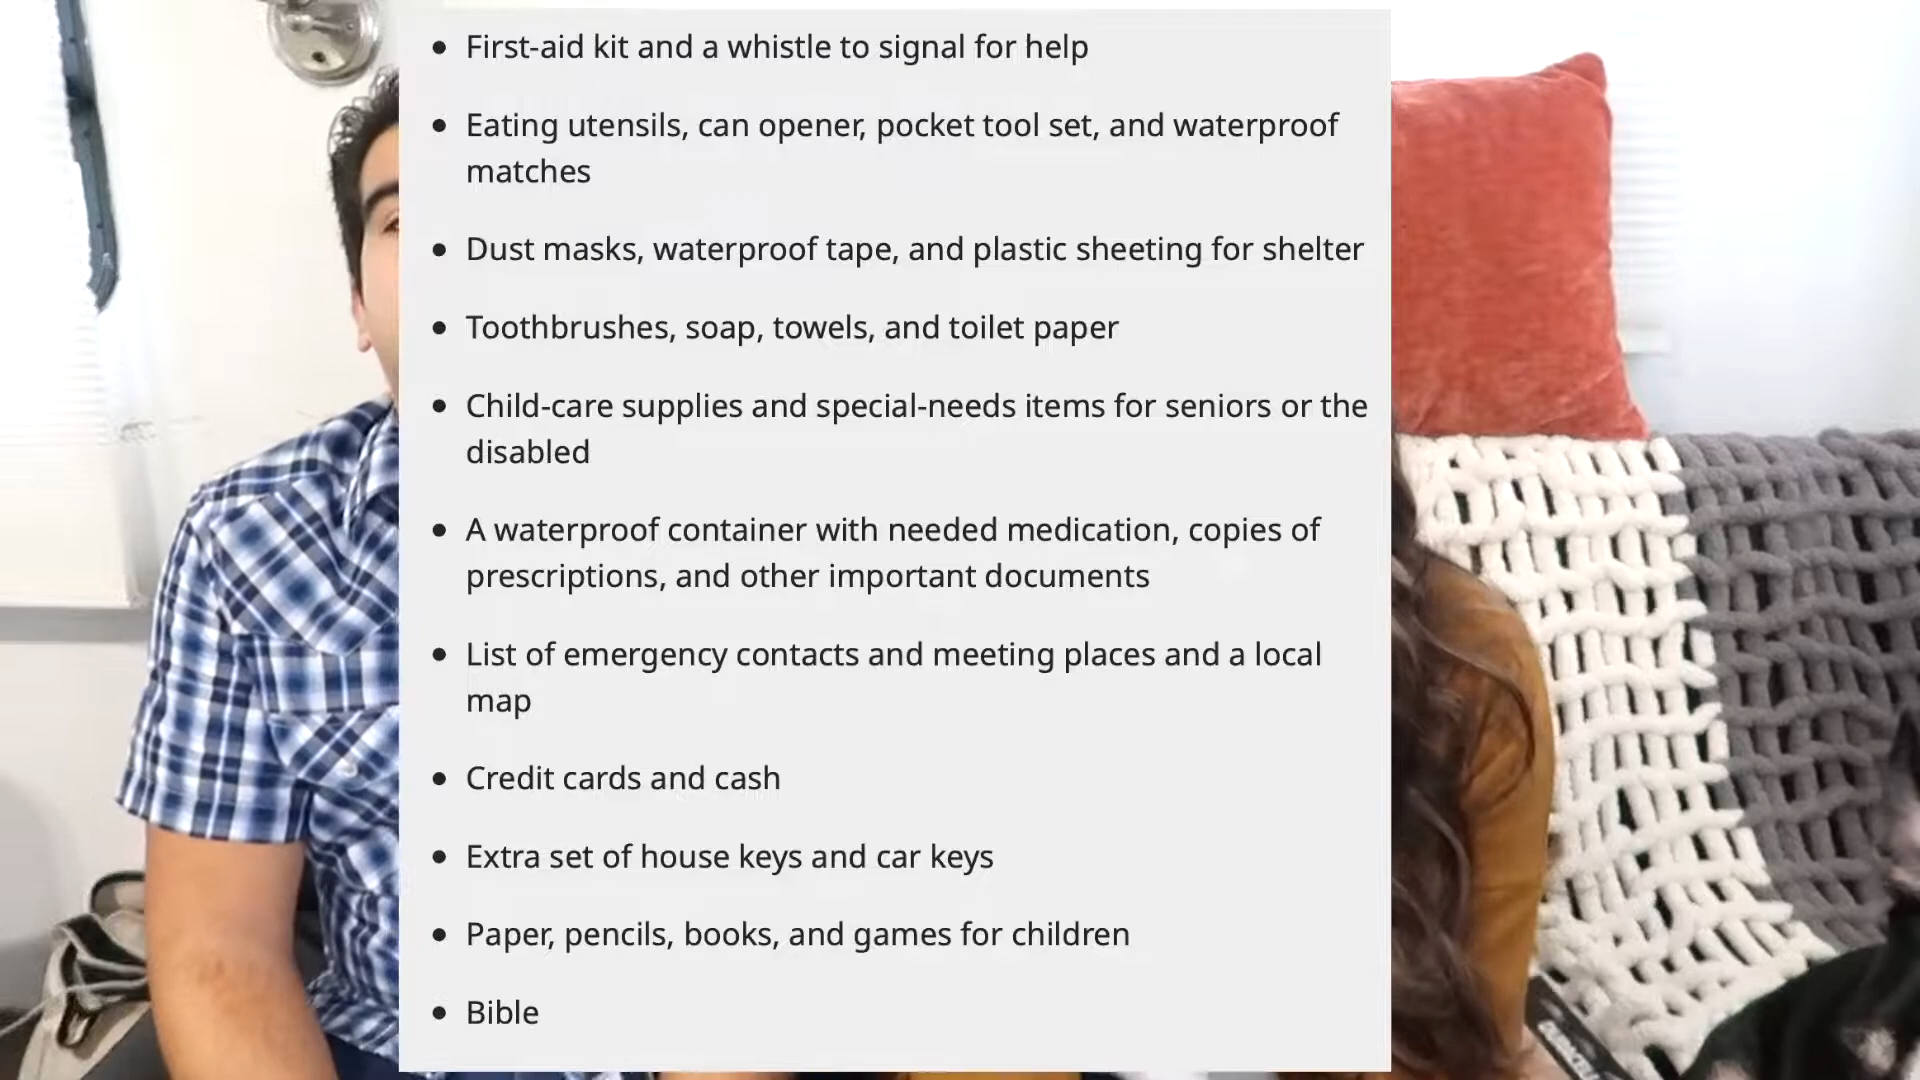 • First-aid kit and a whistle to signal for help
• Eating utensils, can opener, pocket tool set, and waterproof
matches
• Dust masks, waterproof tape, and plastic sheeting for shelter
• Toothbrushes, soap, towels, and toilet paper
• Child-care supplies and special-needs items for seniors or the
disabled
• A waterproof container with needed medication, copies of
prescriptions, and other important documents
• List of emergency contacts and meeting places and a local
map
• Credit cards and cash
• Extra set of house keys and car keys
• Paper, pencils, books, and games for children
• Bible